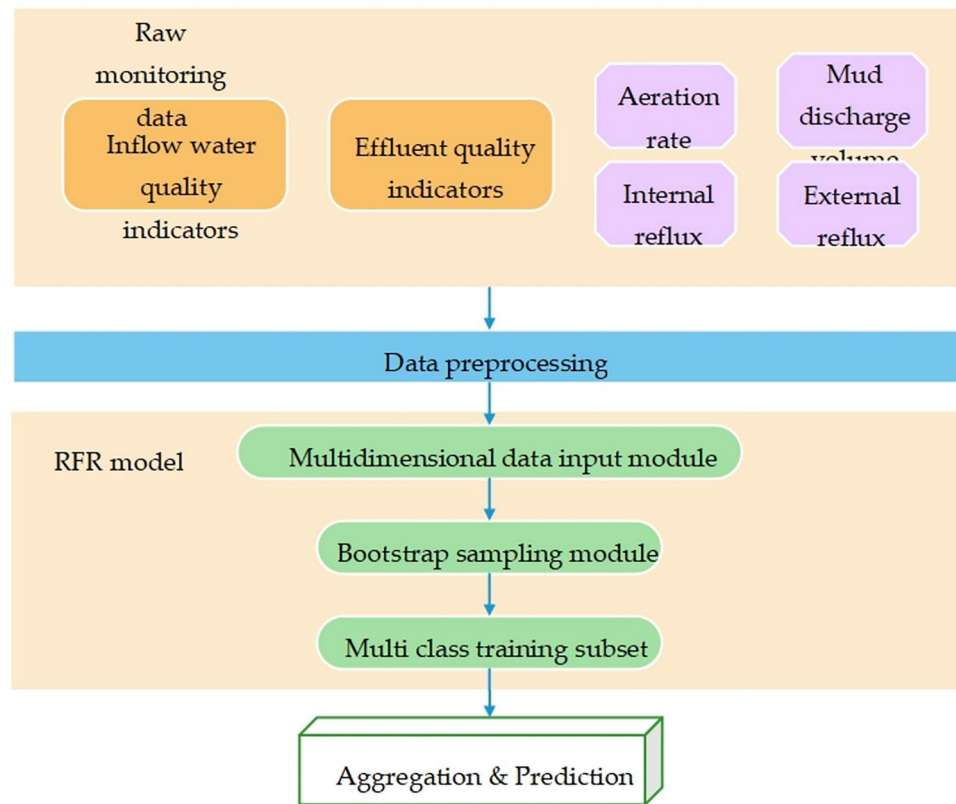 Raw
monitoring
data
Inflow water
quality
indicators
Effluent quality
indicators
Aeration
rate
Mud
discharge
volume
Internal
reflux
External
reflux
Data preprocessing
RFR model
Multidimensional data input module
Bootstrap sampling module
Multi class training subset
Aggregation & Prediction